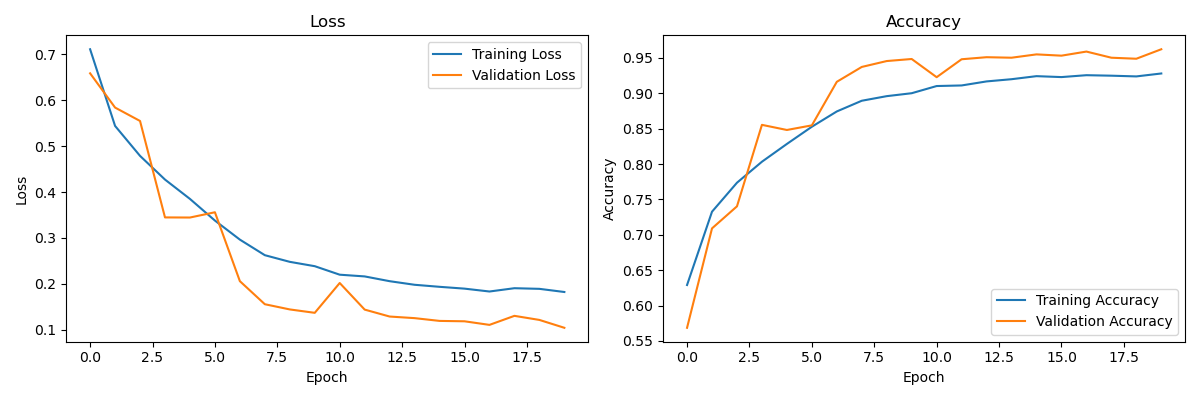 Loss
Training Loss
Validation Loss
Loss
0.7
0.6
0.5
0.4
0.3
0.2
0.1
0.0 2.5 5.0 7.5 10.0 12.5 15.0 17.5
Epoch
Accuracy
Accuracy
0.95
0.90
0.85
0.80
0.75
0.70
0.65
0.60
0.55
Training Accuracy
Validation Accuracy
0.0 2.5 5.0 7.5 10.0 12.5 15.0 17.5
Epoch